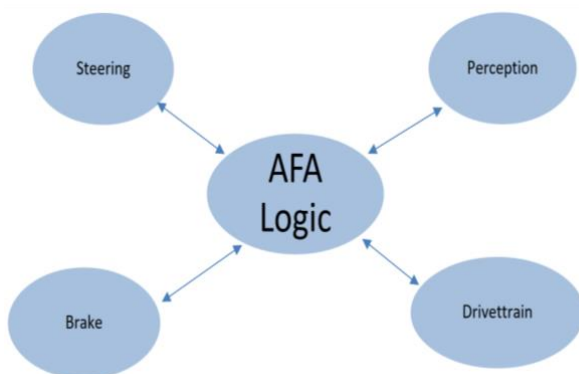 Steering
Perception
AFA
Logic
Brake
Drivettrain